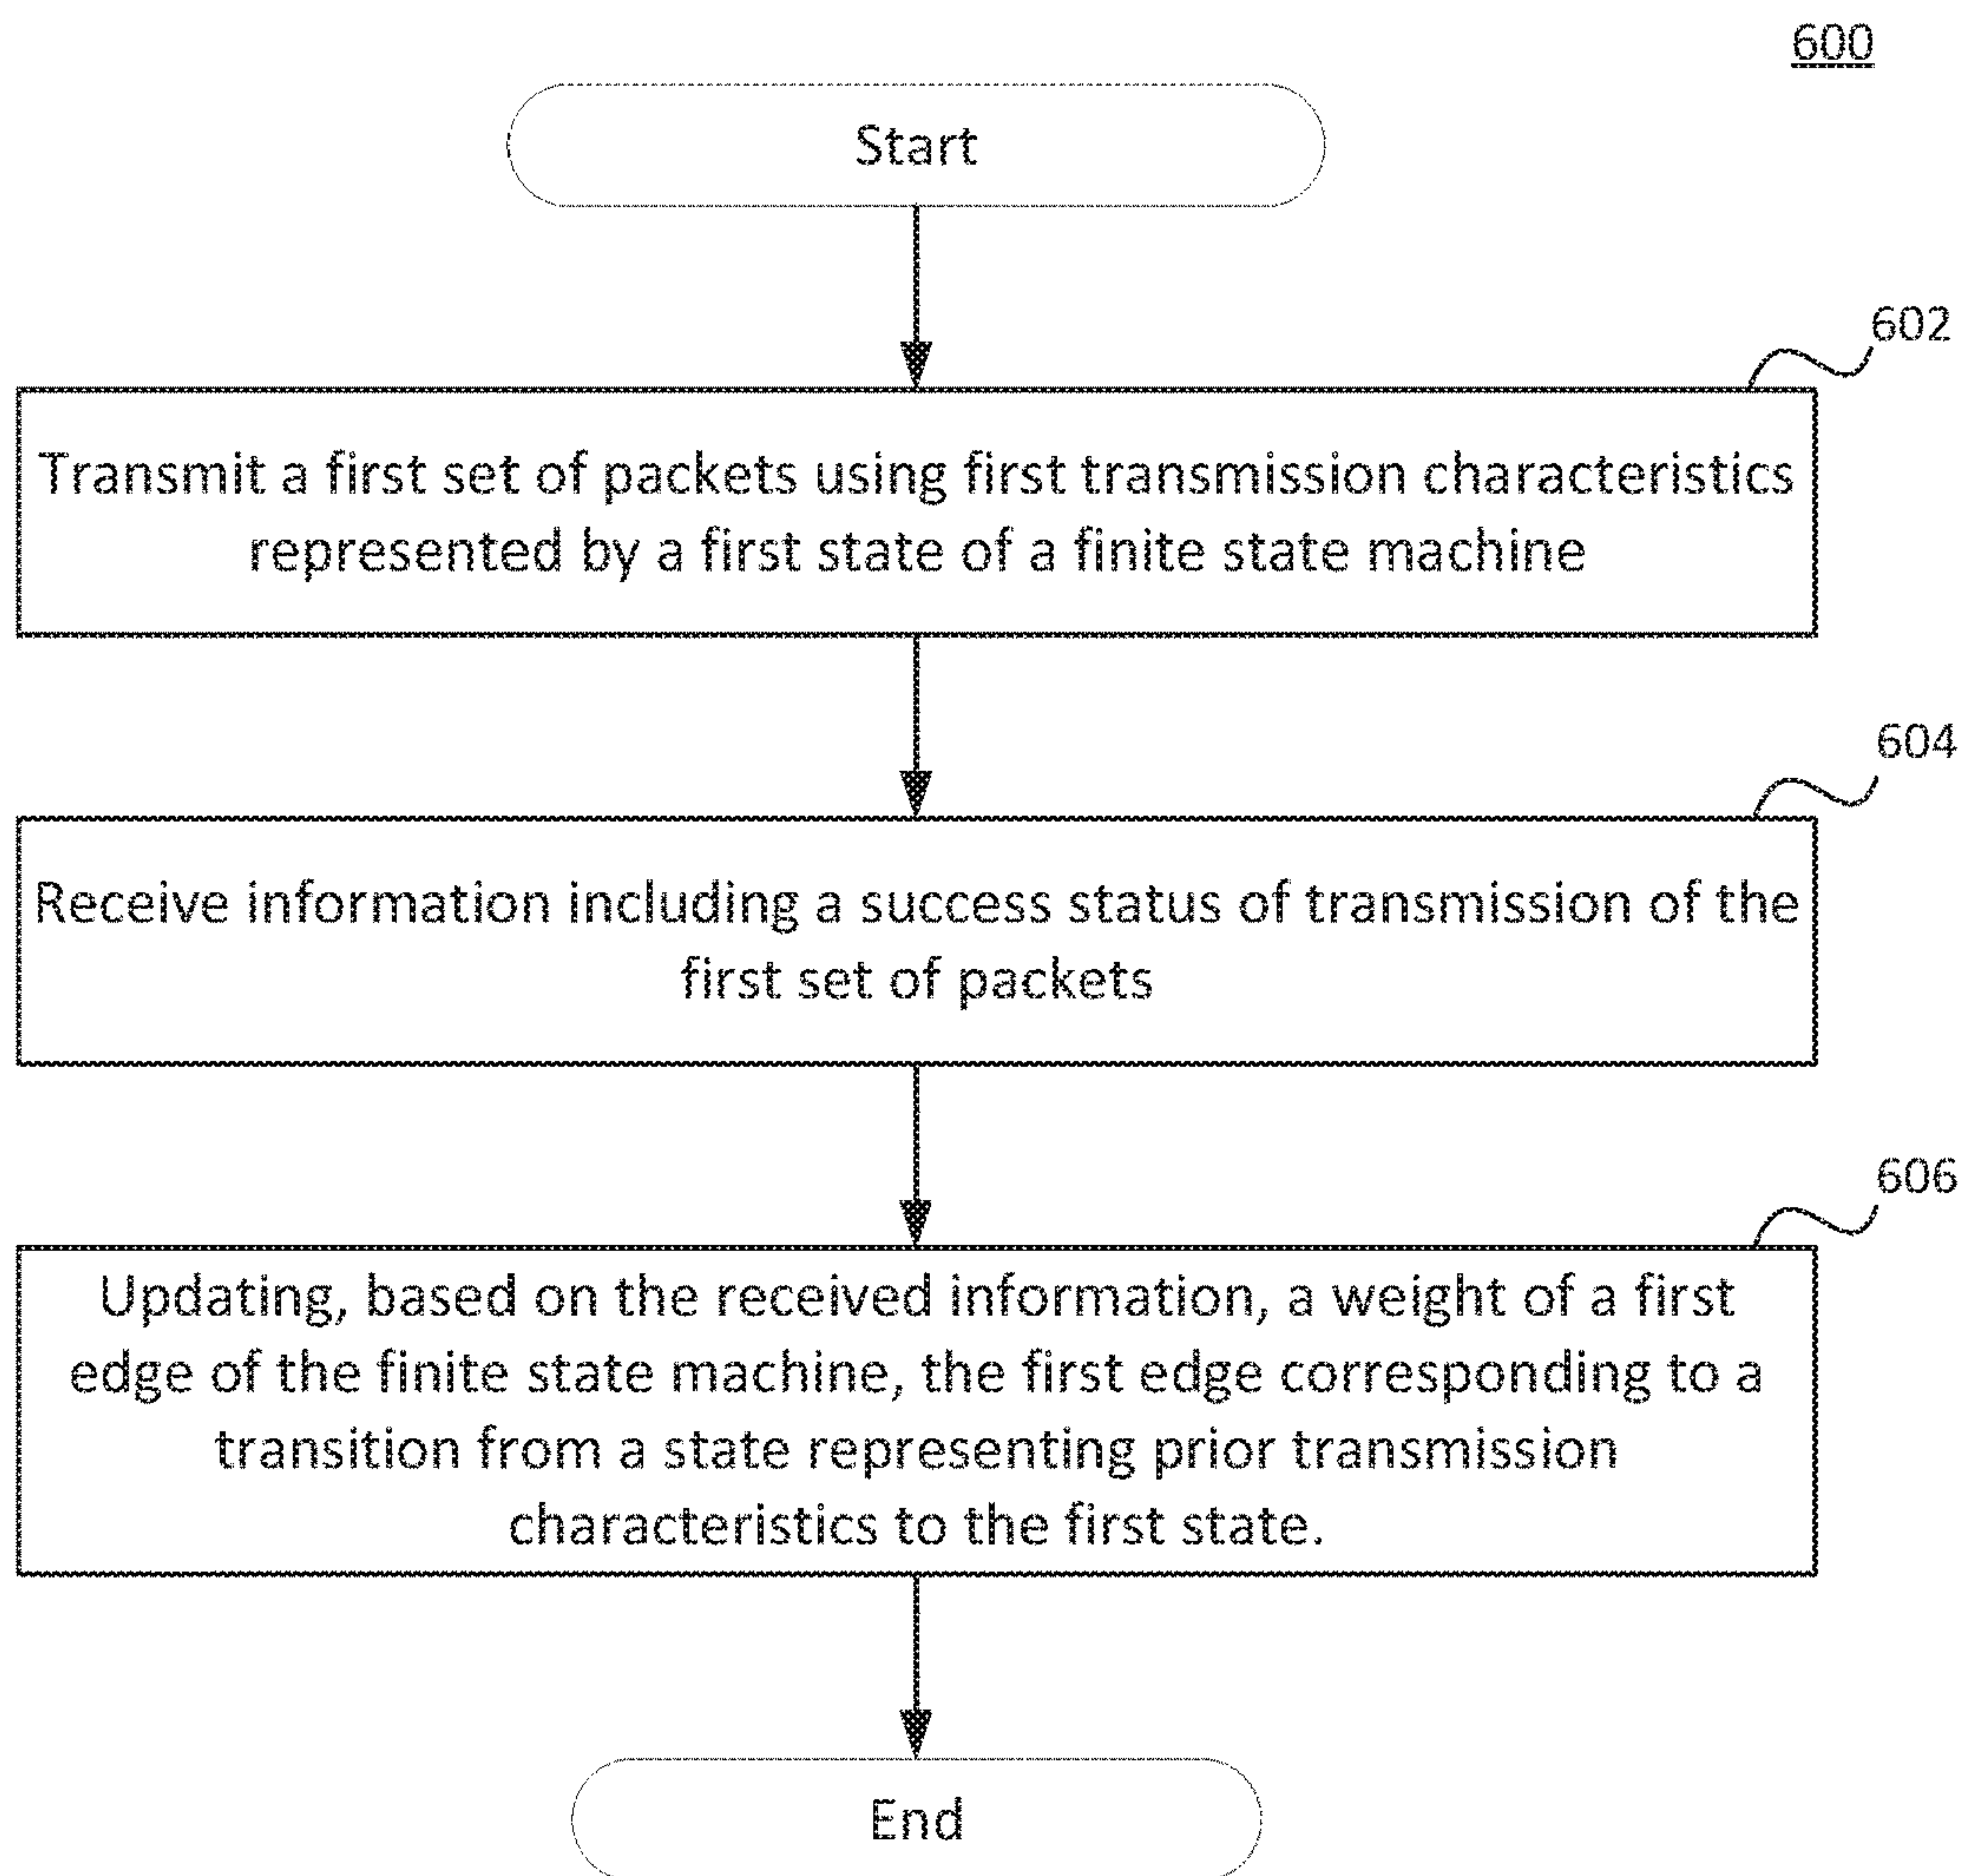 600
Start
602
Transmit a first set of packets using first transmission characteristics
represented by a first state of a finite state machine
604
Receive information including a success status of transmission of the
first set of packets
606
Updating, based on the received information, a weight of a first
edge of the finite state machine, the first edge corresponding to a
transition from a state representing prior transmission
characteristics to the first state.
End